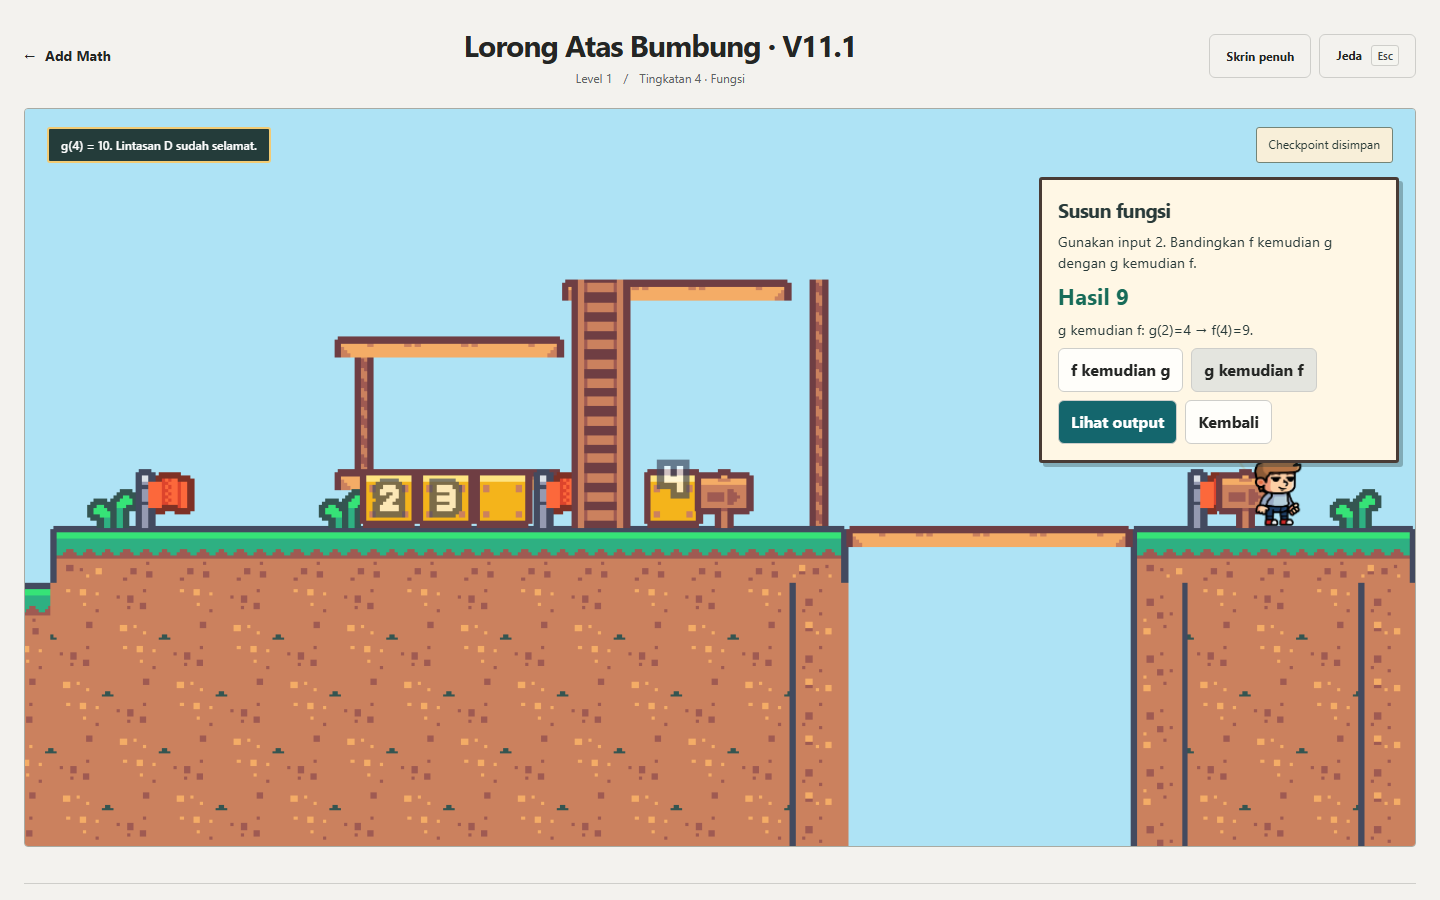 ← Add Math
Lorong Atas Bumbung · V11.1
Level 1 / Tingkatan 4 · Fungsi
Skrin penuh
Jeda Esc
g(4) = 10. Lintasan D sudah selamat.
Checkpoint disimpan
Susun fungsi
Gunakan input 2. Bandingkan f kemudian g
dengan g kemudian f.
Hasil 9
g kemudian f: g(2)=4 → f(4)=9.
f kemudian g
g kemudian f
Lihat output
Kembali
2 3
4